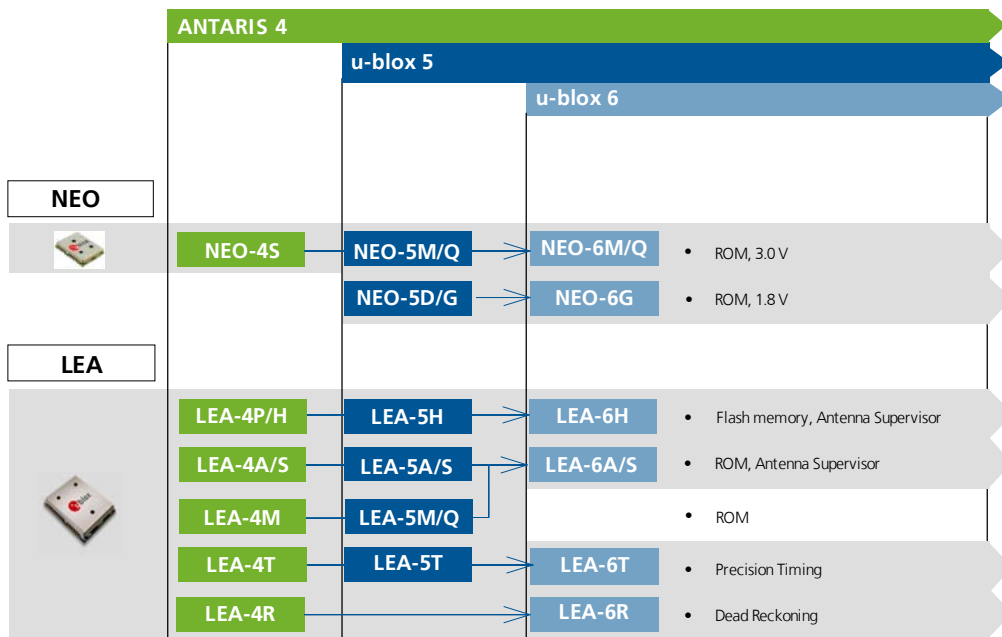 ANTARIS 4
u-blox 5
u-blox 6
NEO
NEO-4S NEO-5M/Q NEO-6M/Q • ROM, 3.0 V
NEO-5D/G NEO-6G • ROM, 1.8 V
LEA
LEA-4P/H LEA-5H LEA-6H • Flash memory, Antenna Supervisor
LEA-4A/S LEA-5A/S LEA-6A/S • ROM, Antenna Supervisor
LEA-4M LEA-5M/Q • ROM
LEA-4T LEA-5T LEA-6T • Precision Timing
LEA-4R LEA-6R • Dead Reckoning